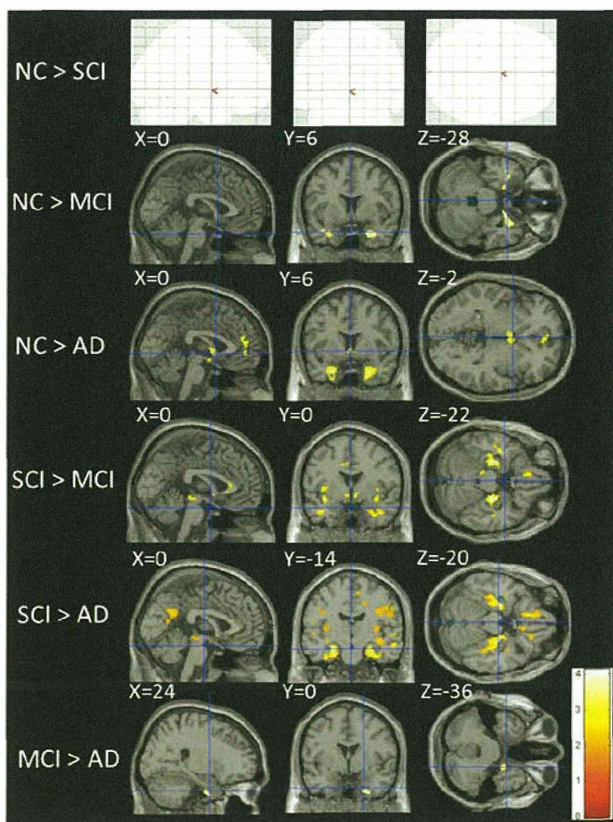 NC > SCI
X=0 Y=6 Z=-28
NC > MCI
X=0 Y=6 Z=-2
NC > AD
X=0 Y=0 Z=-22
SCI > MCI
X=0 Y=-14 Z=-20
SCI > AD
X=24 Y=0 Z=-36
MCI > AD
4
3
2
1
0